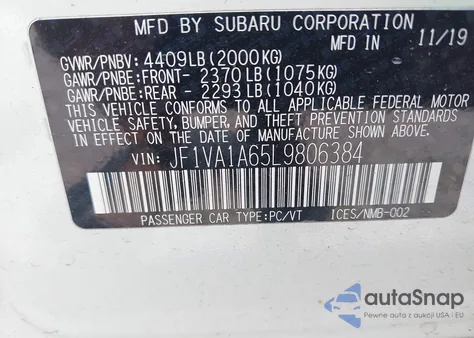 MFD BY SUBARU CORPORATION
MFD IN 11/19
GVWR/PNBV: 4409LB(2000KG)
GAWR/PNBE:FRONT- 2370LB(1075KG)
GAWR/PNBE:REAR - 2293LB(1040KG)
THIS VEHICLE CONFORMS TO ALL APPLICABLE FEDERAL MOTOR
VEHICLE SAFETY, BUMPER, AND THEFT PREVENTION STANDARDS
IN EFFECT ON THE DATE OF MANUFACTURE SHOWN ABOVE.
VIN: JF1VA1A65L9806384
PASSENGER CAR TYPE:PC/VT ICES/NMB-002
autoSnap
Pewne auta z aukcji USA i EU